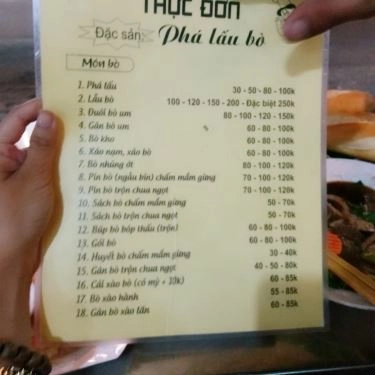 THỰC ĐƠN
Đặc sản: Phá lấu bò
Món bò
1. Phá lấu 30 - 50 - 80 - 100k
2. Lẩu bò 100 - 120 - 150 - 200 - Đặc biệt 250k
3. Đuôi bò um 80 - 100 - 120 - 150k
4. Gân bò um 60 - 80 - 100k
5. Bò kho 60 - 80 - 100k
6. Xáo nạm, xáo bò 60 - 80 - 100k
7. Bò nhúng ớt 80 - 100 - 120k
8. Pín bò (ngẫu bín) chấm mắm gừng 70 - 100 - 120k
9. Pín bò trộn chua ngọt 70 - 100 - 120k
10. Sách bò chấm mắm gừng 50 - 70k
11. Sách bò trộn chua ngọt 50 - 70k
12. Bắp bò bóp thấu (trộn) 60 - 80 - 100k
13. Gỏi bò 60 - 80 - 100k
14. Huyết bò chấm mắm gừng 30 - 40k
15. Gân bò trộn chua ngọt 40 - 50 - 80k
16. Cải xào bò (có mỳ + 10k) 60 - 85k
17. Bò xào hành 55 - 85k
18. Gân bò xào lăn 60 - 85k